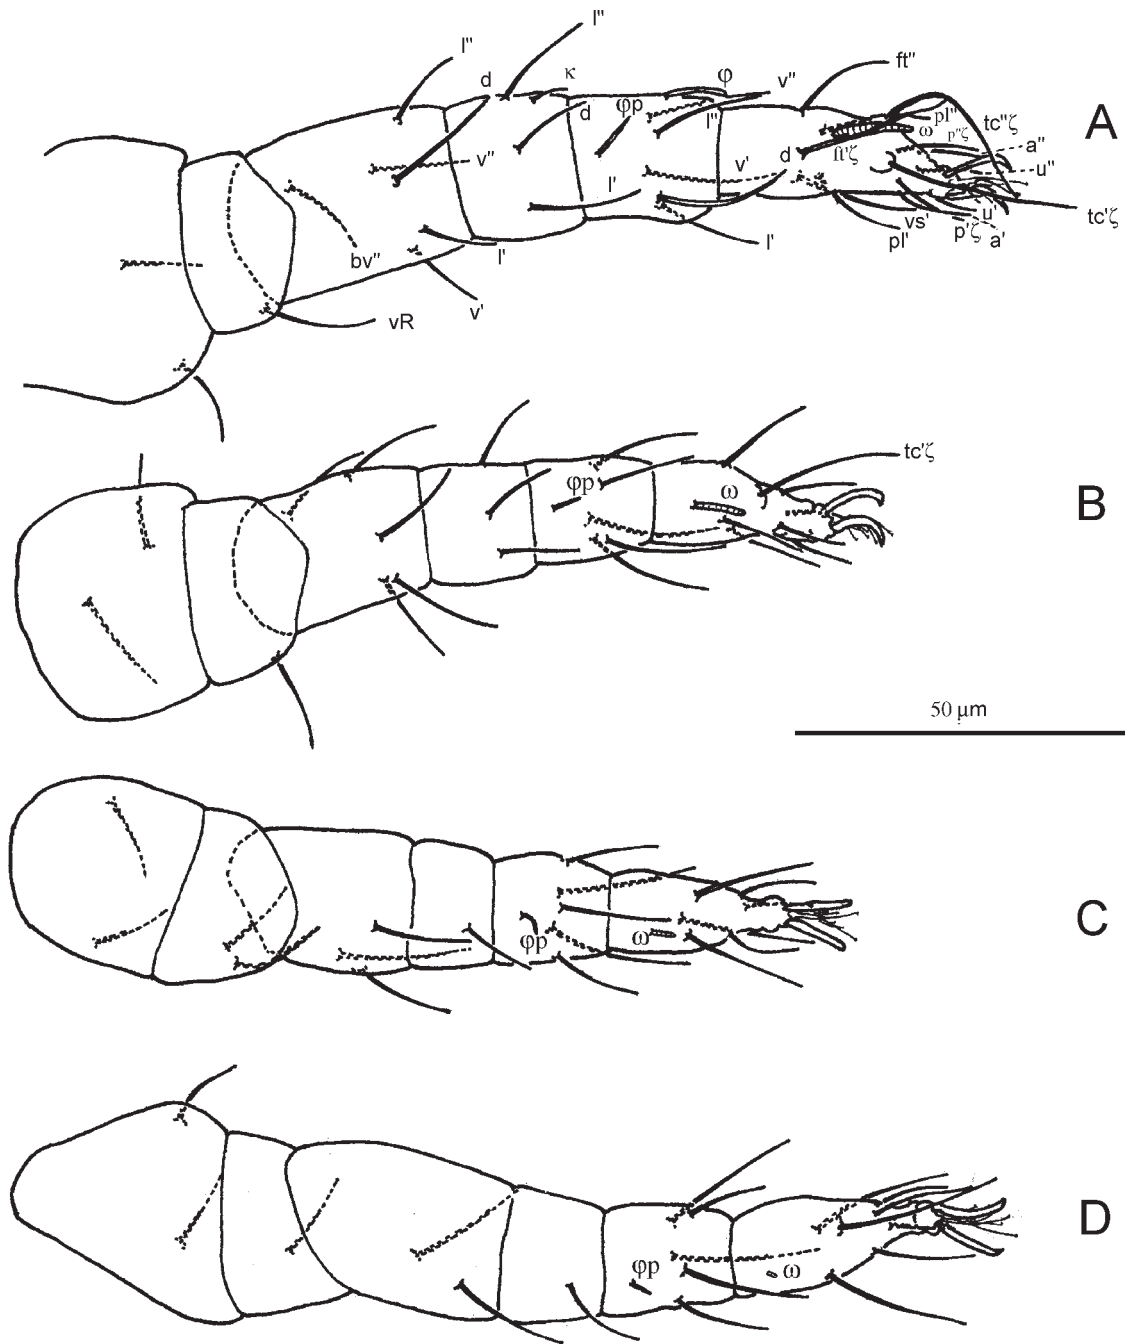 l"
l"
d
κ
φ
v"
ft"
φp
d
l"
ω
pl"
p"ζ
tc"ζ
A
a"
v"
d
ft'ζ
v'
u"
l'
bv"
l'
l'
pl'
vs'
p'ζ
u'
a'
tc'ζ
vR
v'
tc'ζ
φp
ω
B
50 μm
φp
ω
C
φp
ω
D